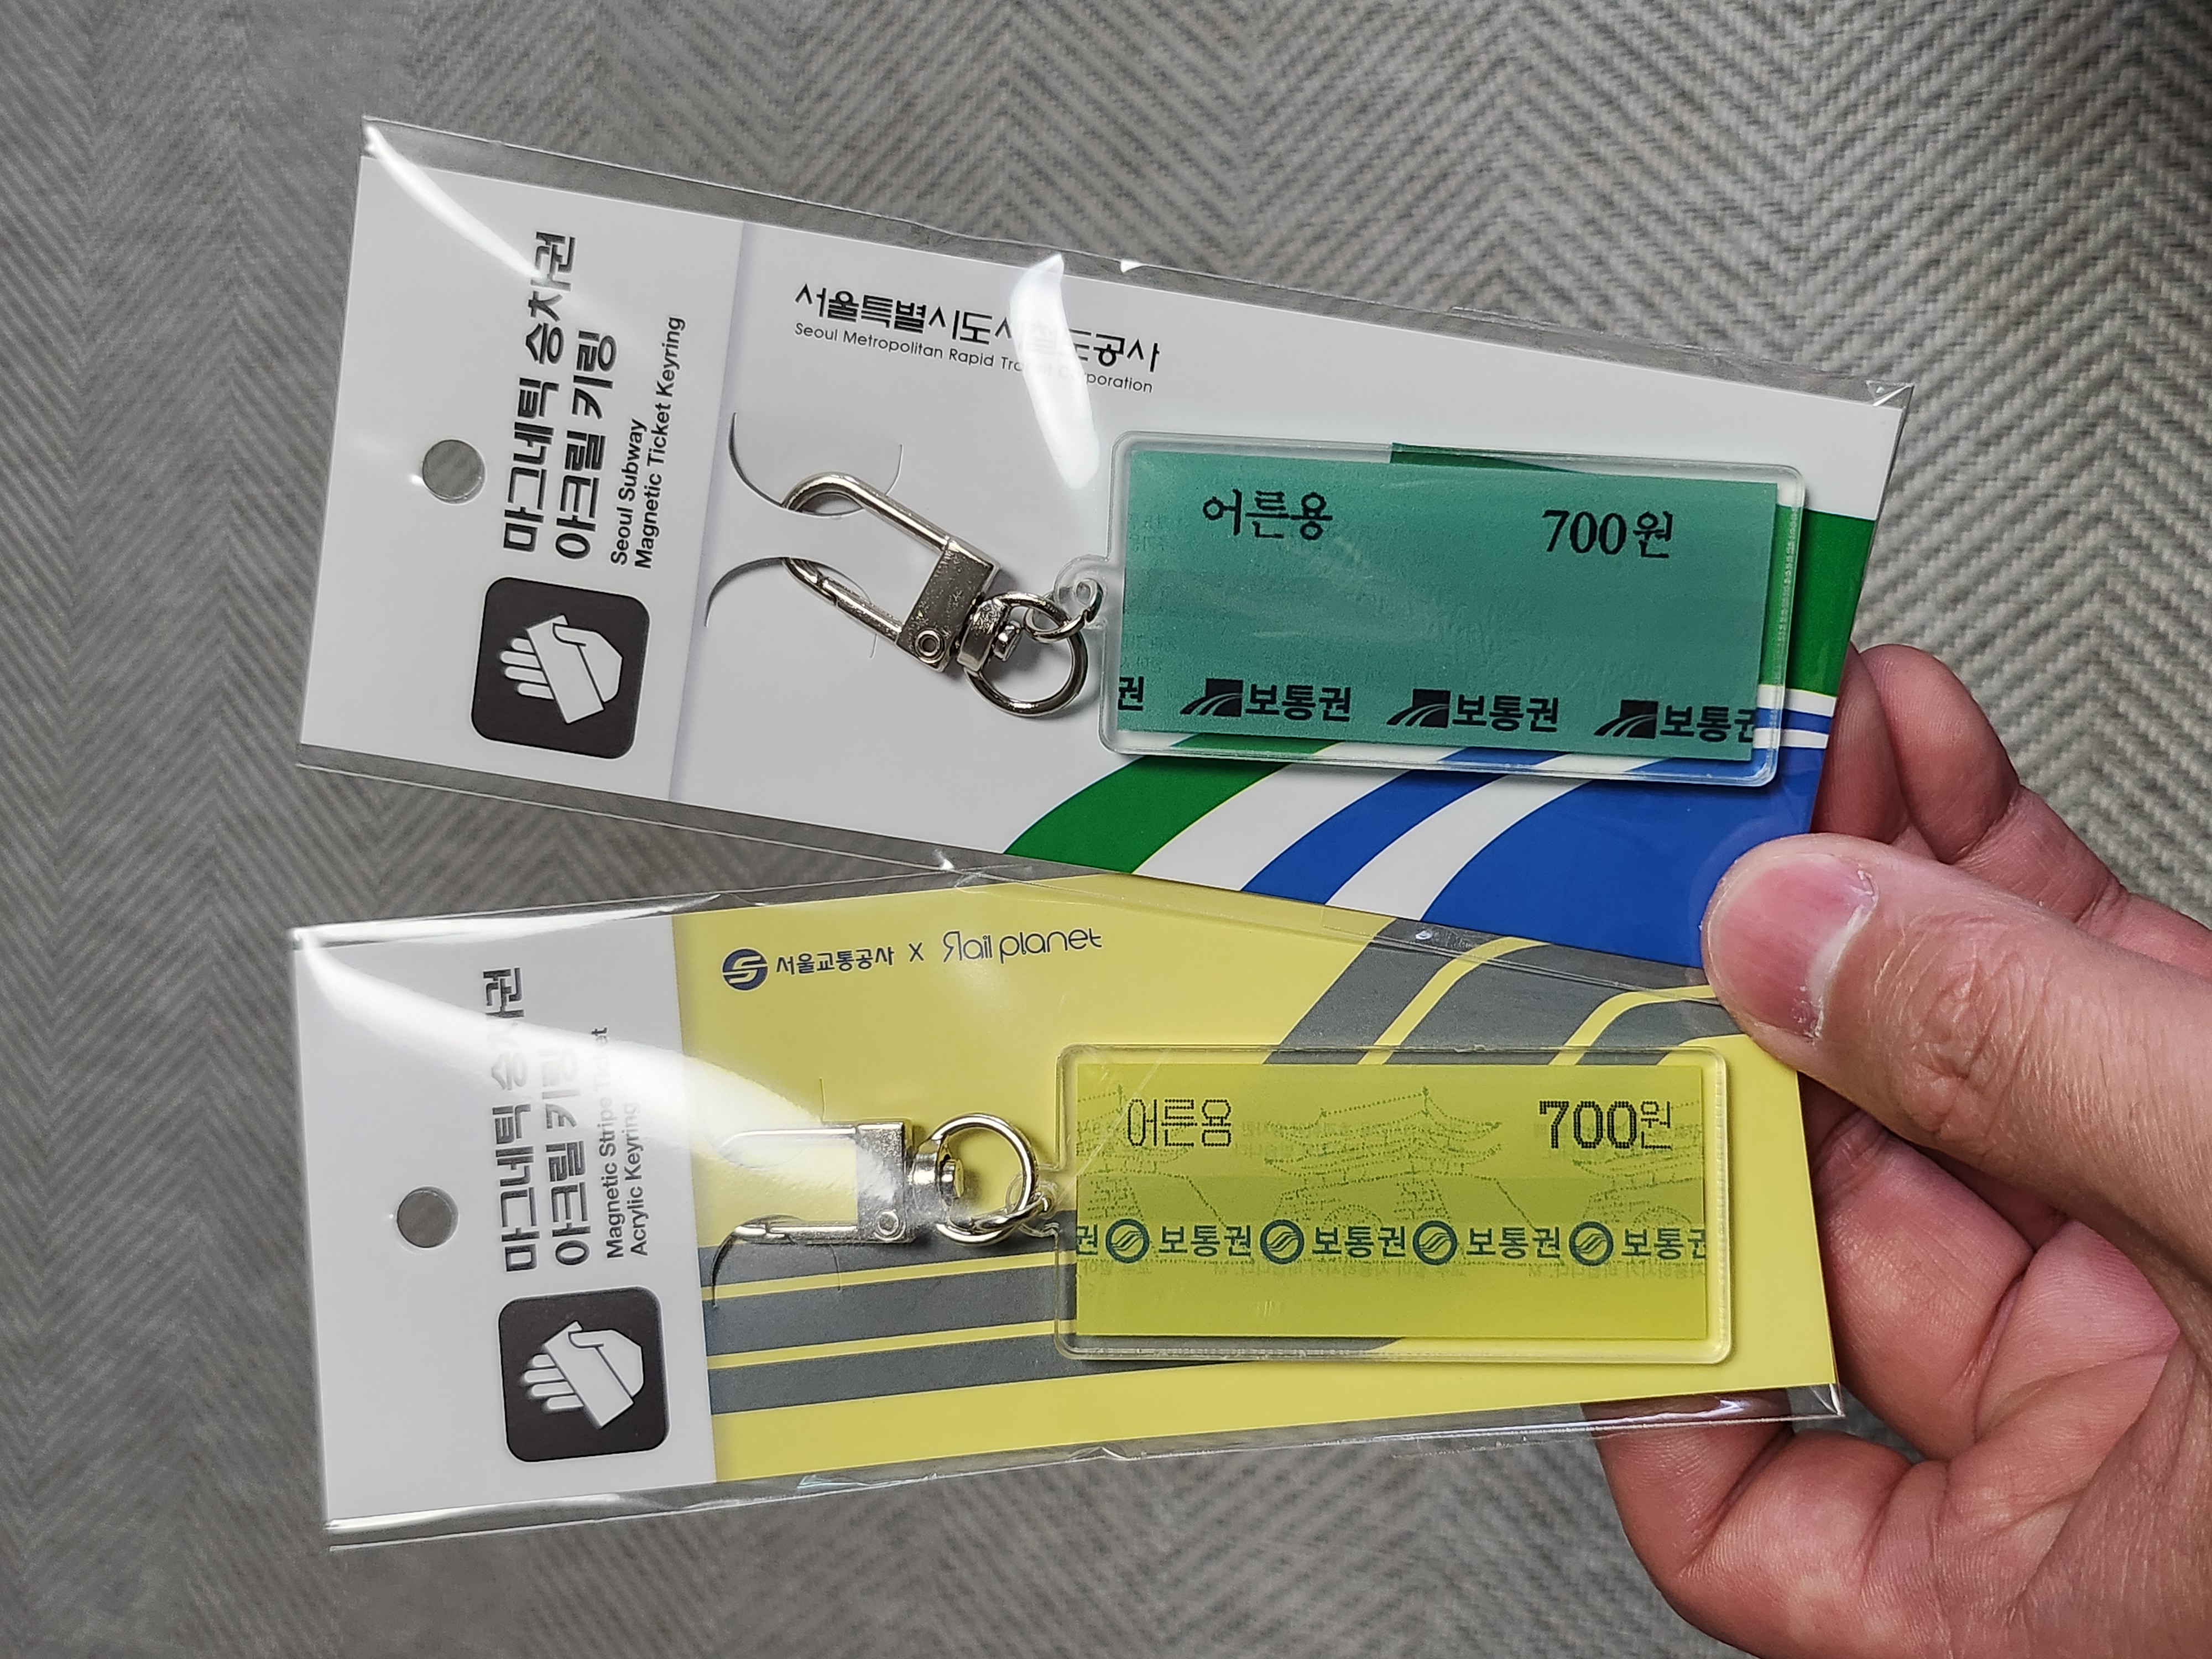 마그네틱 승차권
아크릴 키링
Seoul Subway
Magnetic Ticket Keyring
서울특별시도시철도공사
Seoul Metropolitan Rapid Transit Corporation
어른용 700원
권 보통권 보통권 보통권
마그네틱 승차권
아크릴 키링
Magnetic Stripe Ticket
Acrylic Keyring
서울교통공사 X Rail planet
어른용 700원
권 보통권 보통권 보통권 보통권